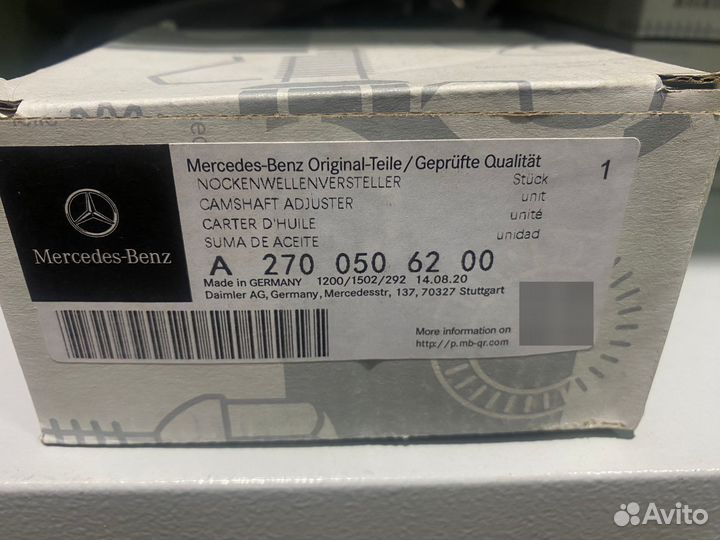 Mercedes-Benz
Mercedes-Benz Original-Teile/Geprüfte Qualität
NOCKENWELLENVERSTELLER Stück 1
CAMSHAFT ADJUSTER unit
CARTER D'HUILE unité
SUMA DE ACEITE unidad
A 270 050 62 00
Made in GERMANY 1200/1502/292 14.08.20
Daimler AG, Germany, Mercedesstr, 137, 70327 Stuttgart
More information on
http://p.mb-qr.com
Avito